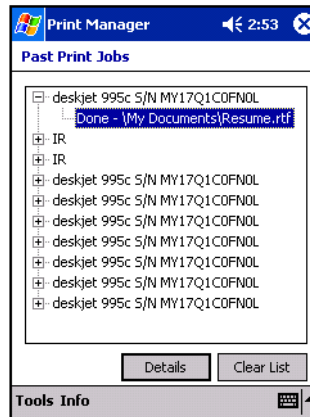 Print Manager 2:53
Past Print Jobs
deskjet 995c S/N MY17Q1C0FN0L
Done - \My Documents\Resume.rtf
IR
IR
deskjet 995c S/N MY17Q1C0FN0L
deskjet 995c S/N MY17Q1C0FN0L
deskjet 995c S/N MY17Q1C0FN0L
deskjet 995c S/N MY17Q1C0FN0L
deskjet 995c S/N MY17Q1C0FN0L
deskjet 995c S/N MY17Q1C0FN0L
deskjet 995c S/N MY17Q1C0FN0L
Details Clear List
Tools Info